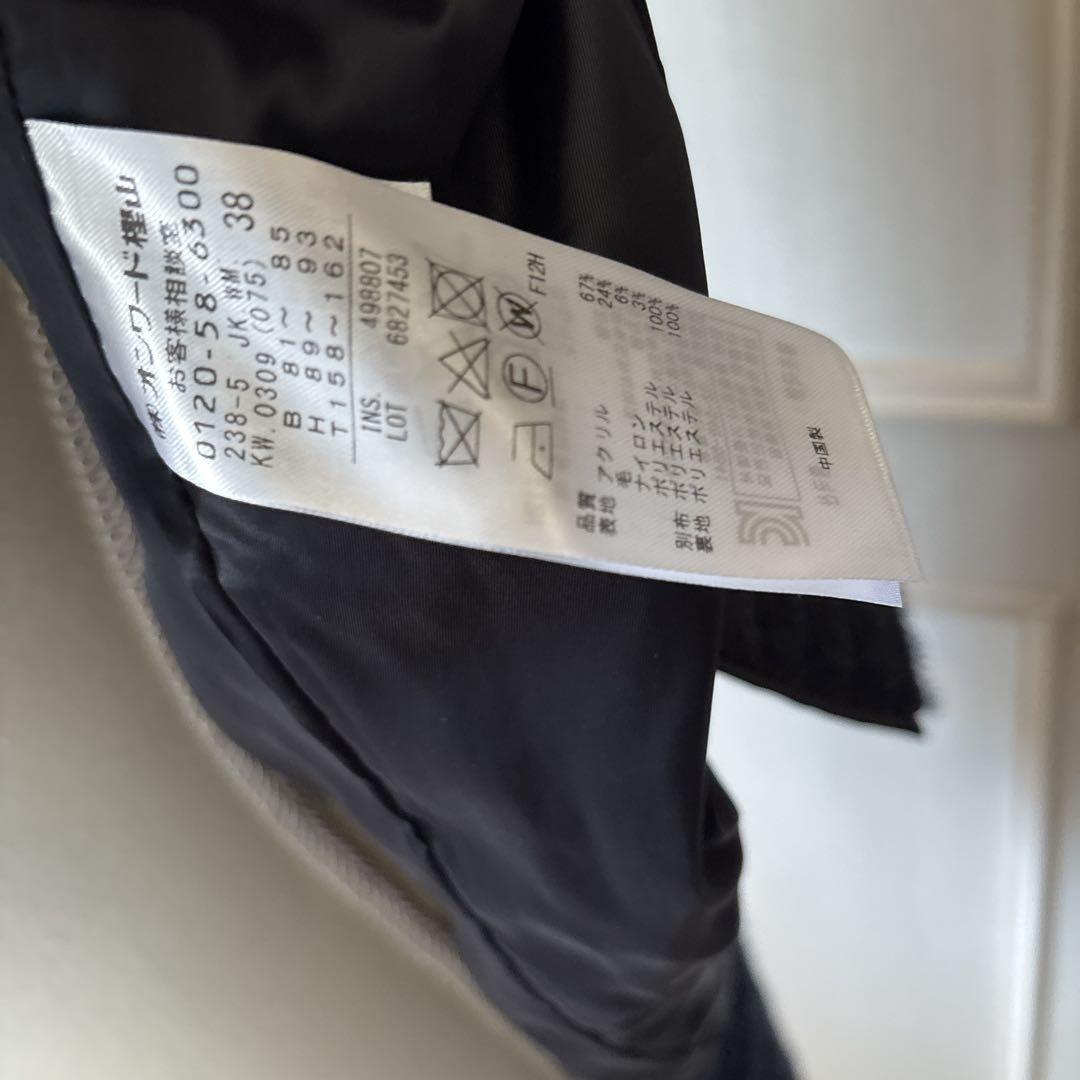 ㈱オンワード樫山
お客様相談室
0120-58-6300
238-5 JK WM 38
KW.0309(075)
B 81~ 85
H 89~ 93
T158~162
INS. 498807
LOT 6827453
W
F
F12H
品質
表地 アクリル 67%
毛 24%
ナイロン 6%
ポリエステル 3%
別布 ポリエステル 100%
裏地 ポリエステル 100%
中国製